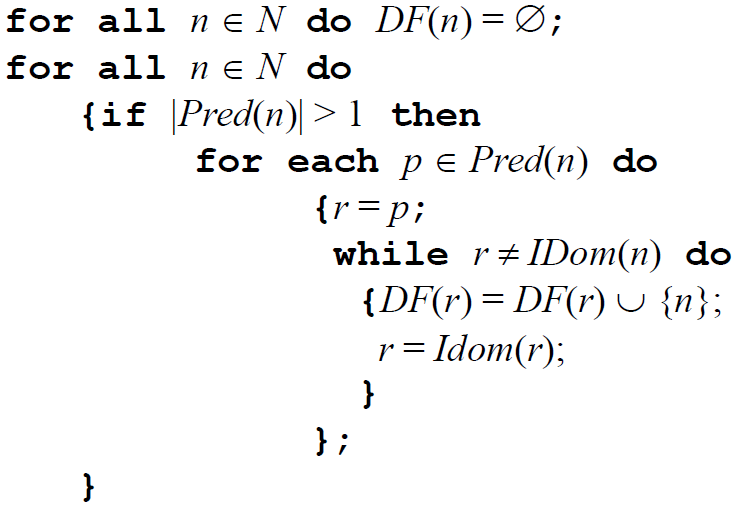 for all n ∈ N do DF(n) = ∅;
for all n ∈ N do
{if |Pred(n)| > 1 then
for each p ∈ Pred(n) do
{r = p;
while r ≠ IDom(n) do
{DF(r) = DF(r) ∪ {n};
r = Idom(r);
}
};
}